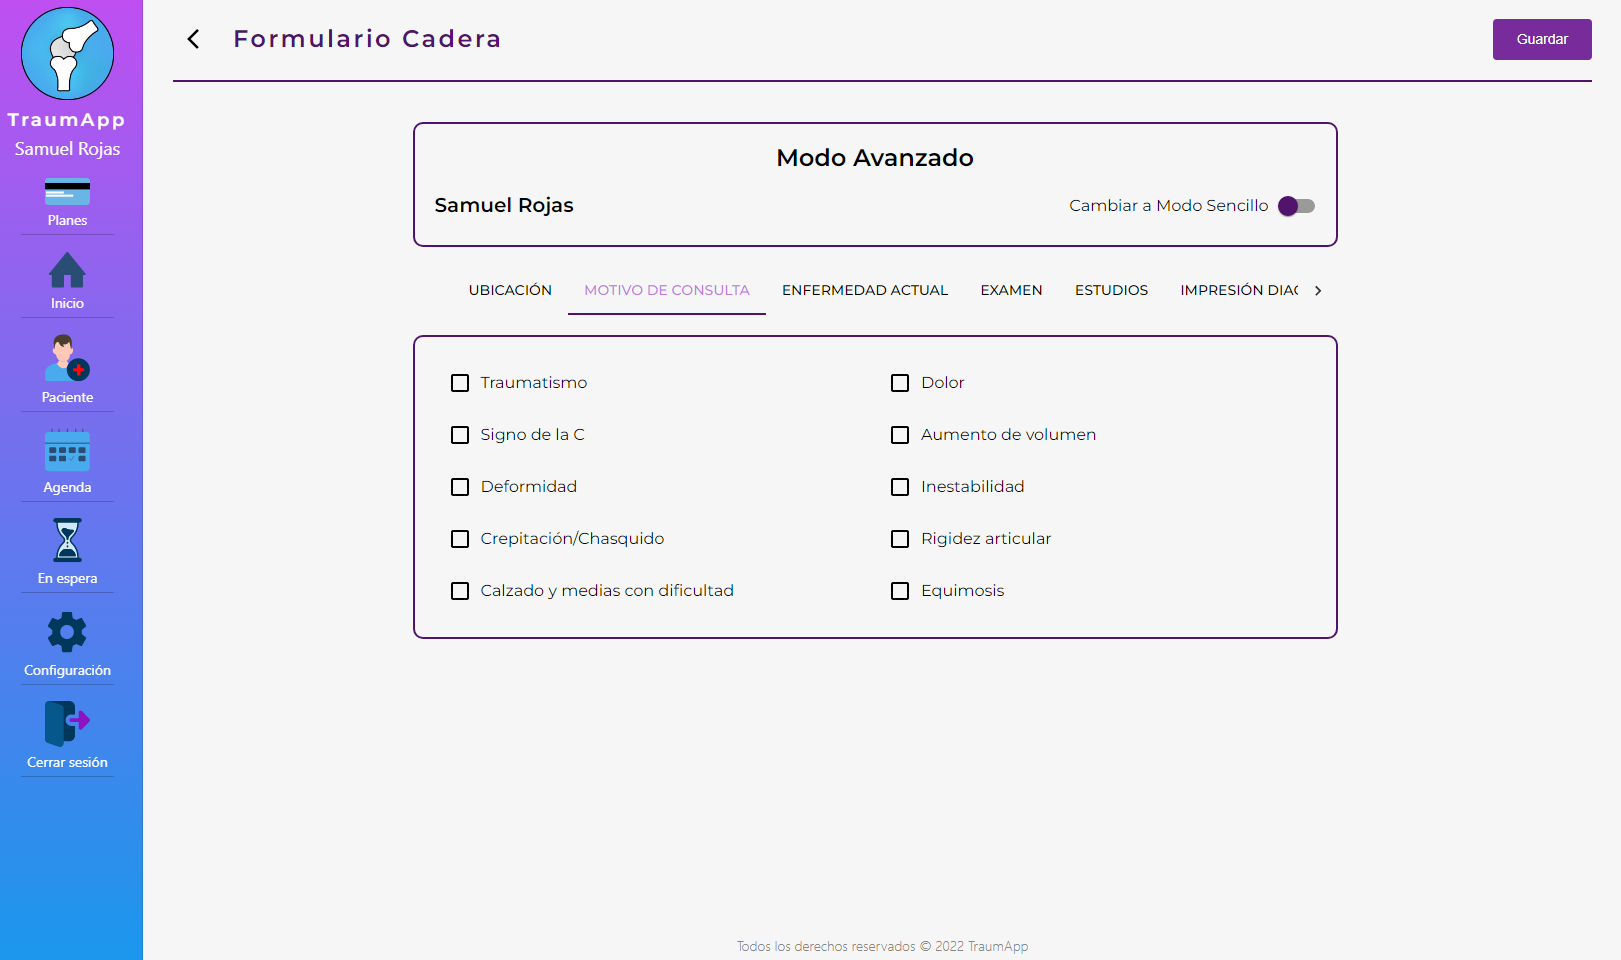 TraumApp
Samuel Rojas
Planes
Inicio
Paciente
Agenda
En espera
Configuración
Cerrar sesión
Formulario Cadera
Guardar
Modo Avanzado
Samuel Rojas
Cambiar a Modo Sencillo
UBICACIÓN MOTIVO DE CONSULTA ENFERMEDAD ACTUAL EXAMEN ESTUDIOS IMPRESIÓN DIAG
Traumatismo
Dolor
Signo de la C
Aumento de volumen
Deformidad
Inestabilidad
Crepitación/Chasquido
Rigidez articular
Calzado y medias con dificultad
Equimosis
Todos los derechos reservados © 2022 TraumApp